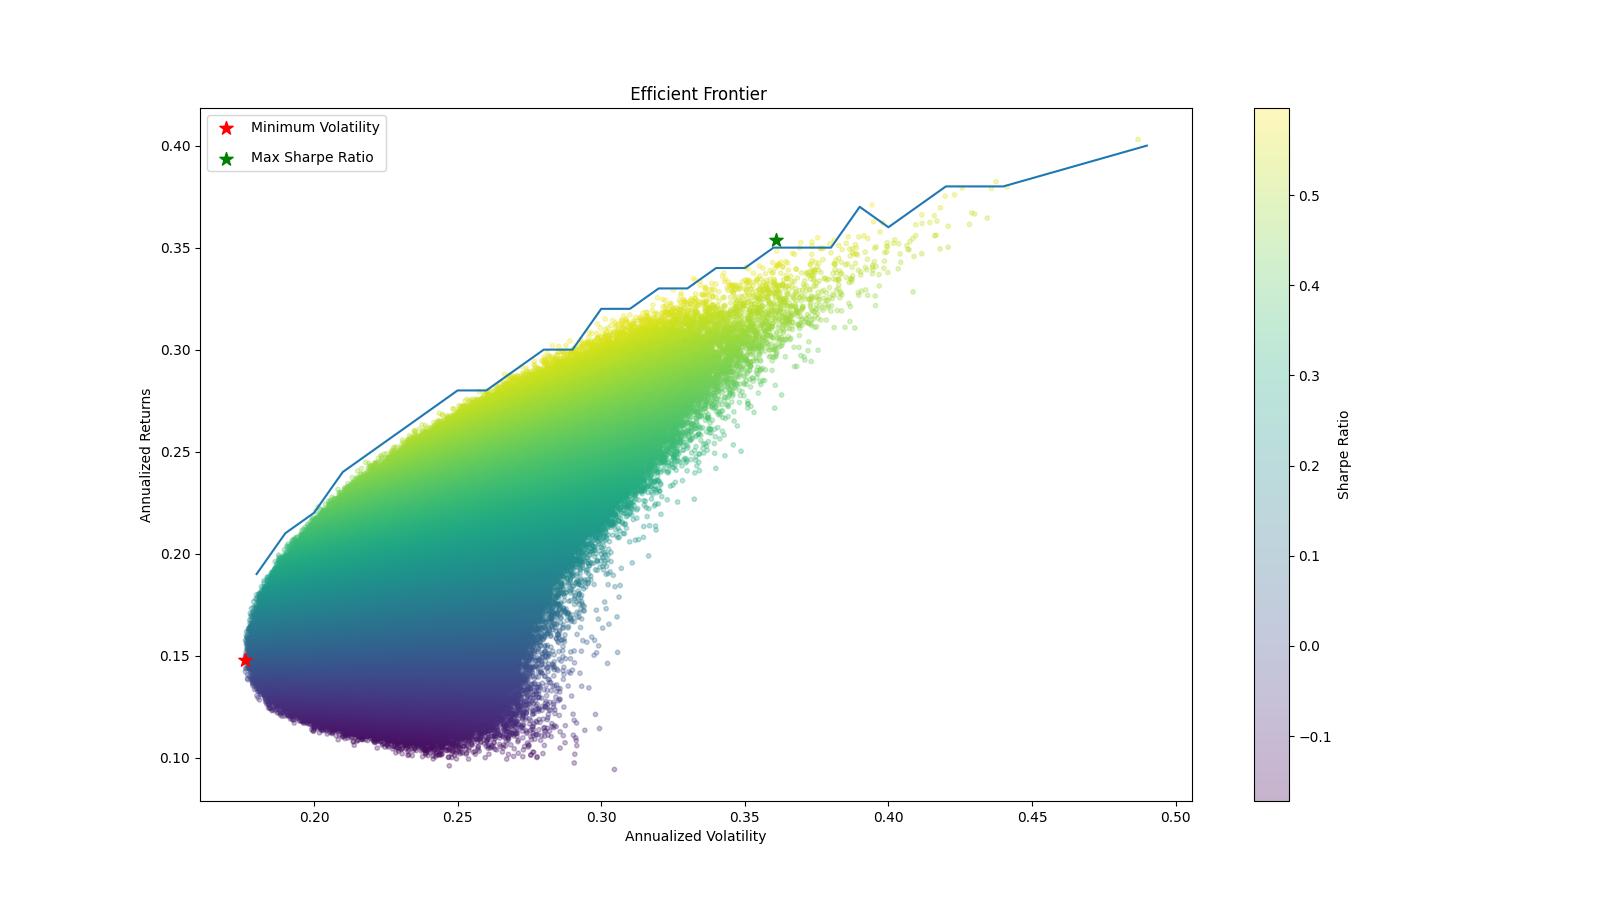 Efficient Frontier
Minimum Volatility
Max Sharpe Ratio
0.40
0.35
0.30
0.25
0.20
0.15
0.10
Annualized Returns
0.20 0.25 0.30 0.35 0.40 0.45 0.50
Annualized Volatility
0.5
0.4
0.3
0.2
0.1
0.0
−0.1
Sharpe Ratio